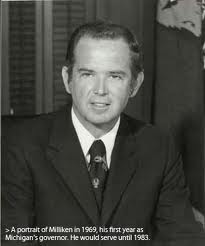 > A portrait of Milliken in 1969, his first year as
Michigan's governor. He would serve until 1983.